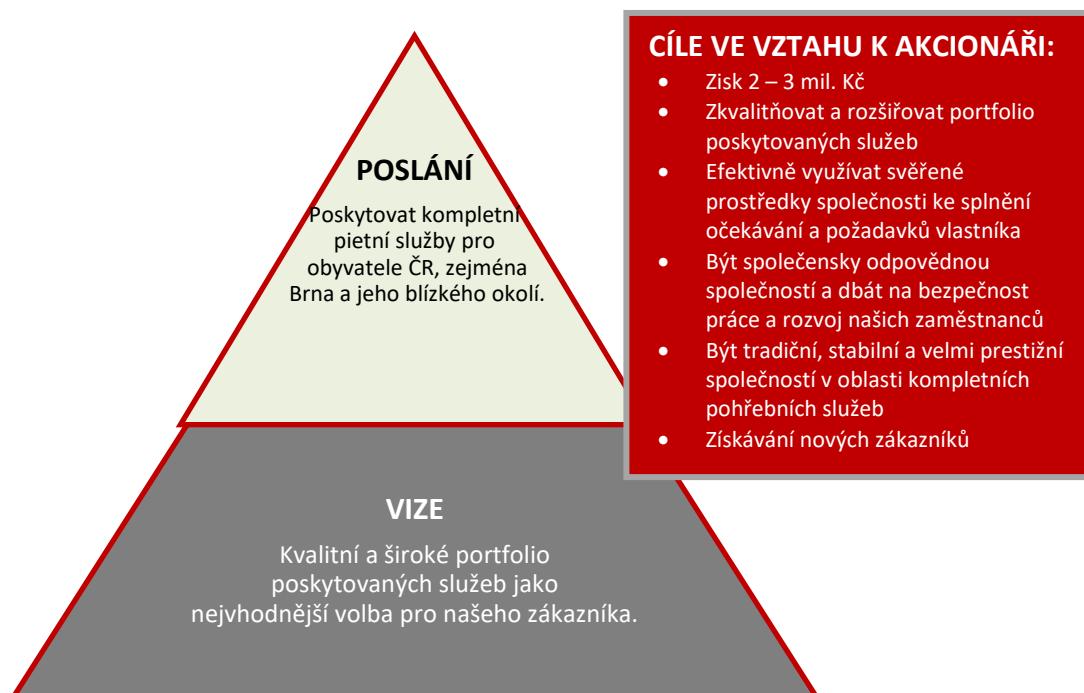 POSLÁNÍ
Poskytovat kompletní
pietní služby pro
obyvatele ČR, zejména
Brna a jeho blízkého okolí.
VIZE
Kvalitní a široké portfolio
poskytovaných služeb jako
nejvhodnější volba pro našeho zákazníka.
CÍLE VE VZTAHU K AKCIONÁŘI:
• Zisk 2 – 3 mil. Kč
• Zkvalitňovat a rozšiřovat portfolio
poskytovaných služeb
• Efektivně využívat svěřené
prostředky společnosti ke splnění
očekávání a požadavků vlastníka
• Být společensky odpovědnou
společností a dbát na bezpečnost
práce a rozvoj našich zaměstnanců
• Být tradiční, stabilní a velmi prestižní
společností v oblasti kompletních
pohřebních služeb
• Získávání nových zákazníků